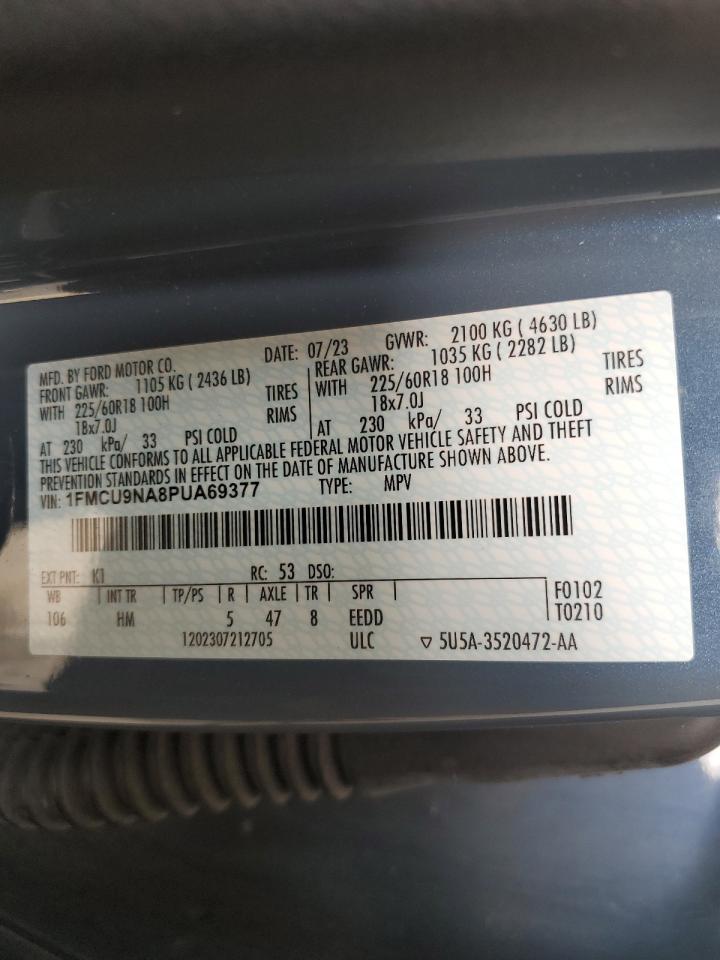 MFD. BY FORD MOTOR CO. DATE: 07/23 GVWR: 2100 KG ( 4630 LB)
FRONT GAWR: 1105 KG ( 2436 LB) REAR GAWR: 1035 KG ( 2282 LB)
WITH 225/60R18 100H TIRES WITH 225/60R18 100H TIRES
18x7.0J RIMS 18x7.0J RIMS
AT 230 kPa/ 33 PSI COLD AT 230 kPa/ 33 PSI COLD
THIS VEHICLE CONFORMS TO ALL APPLICABLE FEDERAL MOTOR VEHICLE SAFETY AND THEFT
PREVENTION STANDARDS IN EFFECT ON THE DATE OF MANUFACTURE SHOWN ABOVE.
VIN: 1FMCU9NA8PUA69377 TYPE: MPV
EXT PNT: K1 RC: 53 DSO:
WB INT TR TP/PS R AXLE TR SPR F0102
106 HM 5 47 8 EEDD T0210
1202307212705 ULC ▽ 5U5A-3520472-AA